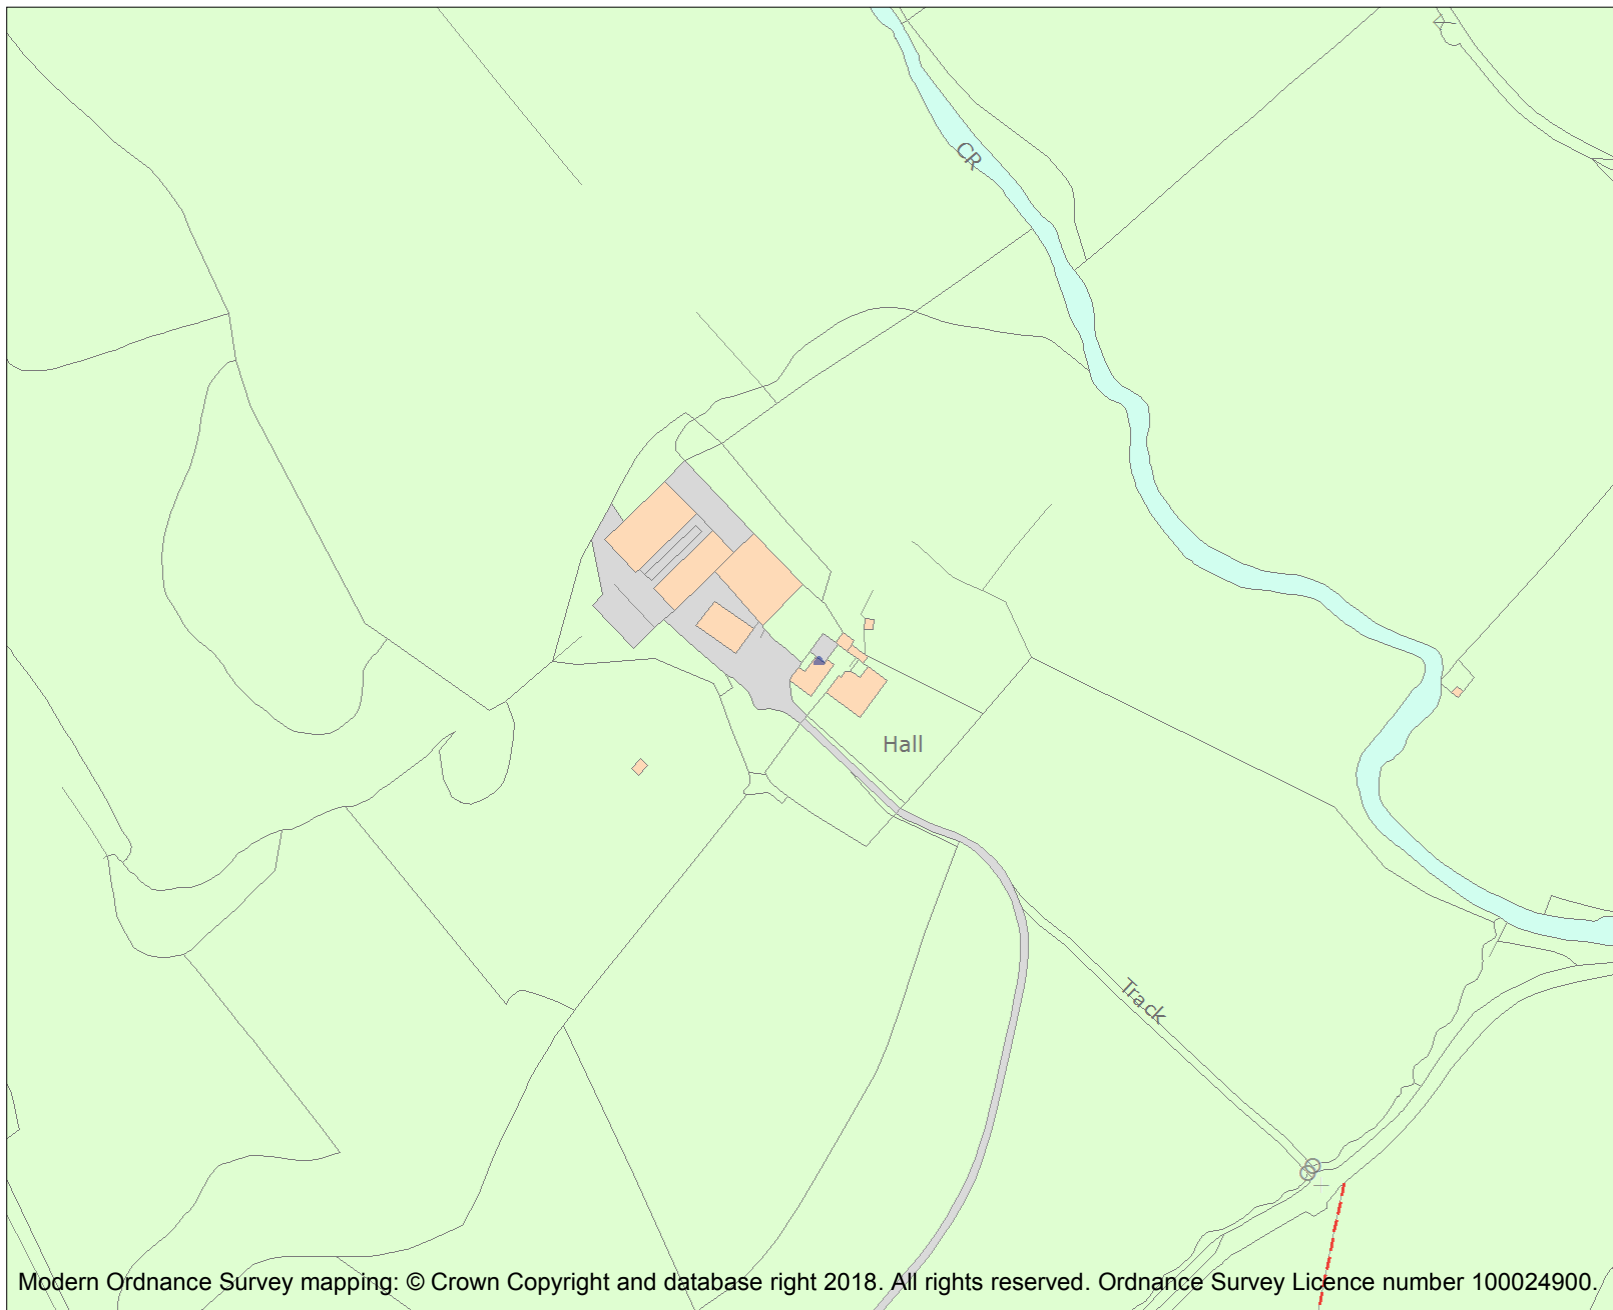 CR
Hall
Track
Modern Ordnance Survey mapping: © Crown Copyright and database right 2018. All rights reserved. Ordnance Survey Licence number 100024900.